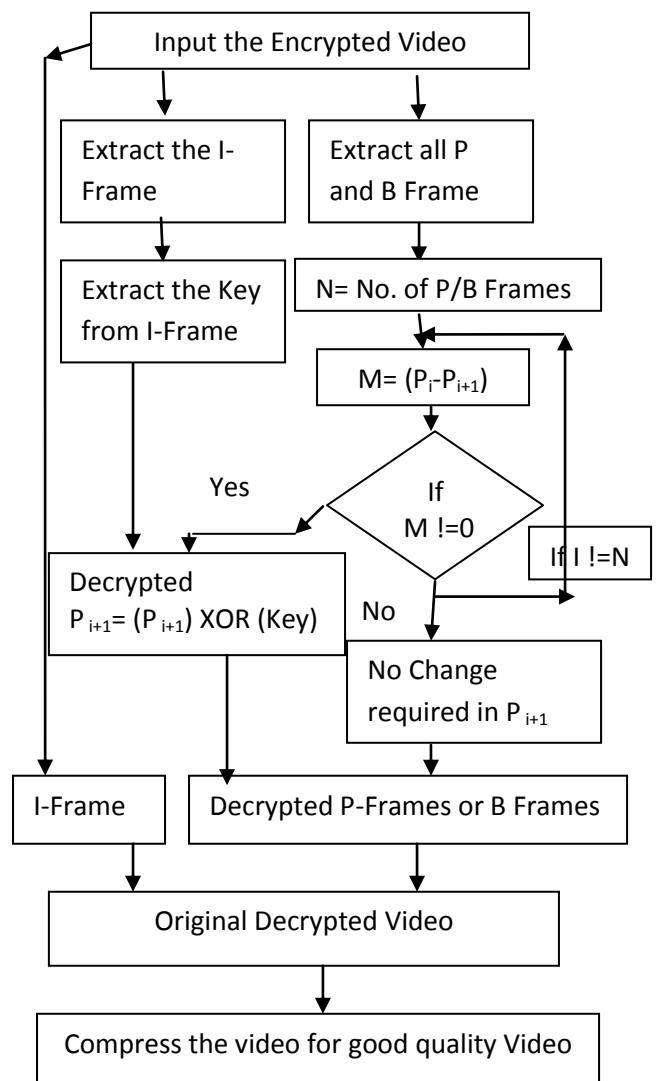 Input the Encrypted Video
Extract the I-
Frame
Extract all P
and B Frame
Extract the Key
from I-Frame
N= No. of P/B Frames
M= (Pi-Pi+1)
Yes
If
M !=0
If I !=N
Decrypted
P i+1= (P i+1) XOR (Key)
No
No Change
required in P i+1
I-Frame
Decrypted P-Frames or B Frames
Original Decrypted Video
Compress the video for good quality Video